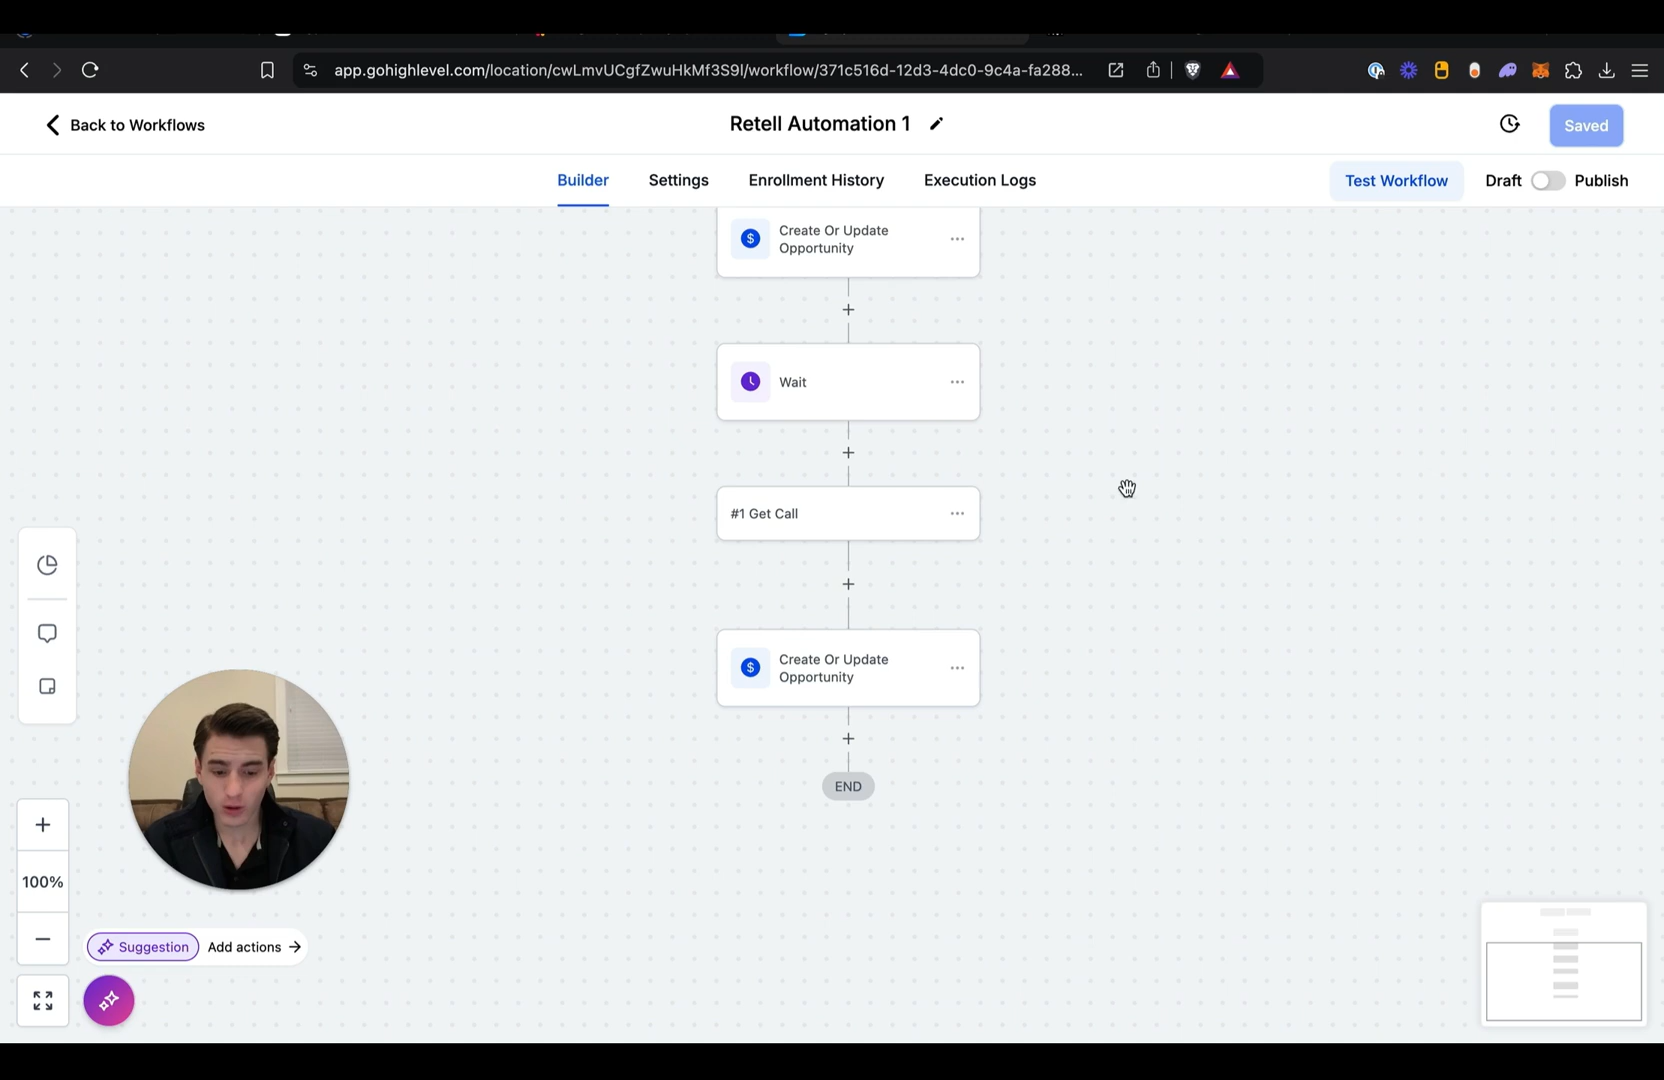 app.gohighlevel.com/location/cwLmvUCgfZwuHkMf3S9I/workflow/371c516d-12d3-4dc0-9c4a-fa288...
Back to Workflows
Retell Automation 1
Saved
Builder
Settings
Enrollment History
Execution Logs
Test Workflow
Draft
Publish
$
Create Or Update
Opportunity
...
+
Wait
...
+
#1 Get Call
...
+
$
Create Or Update
Opportunity
...
+
END
+
100%
−
Suggestion
Add actions →